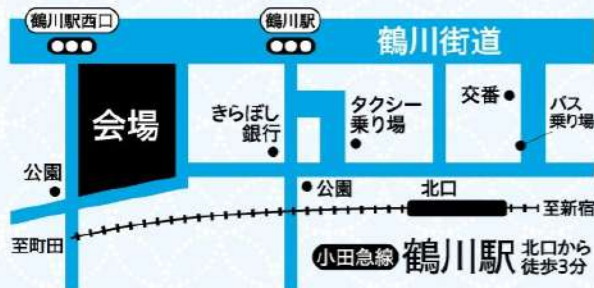 鶴川駅西口
鶴川駅
鶴川街道
会場
きらぼし
銀行
タクシー
乗り場
交番
バス
乗り場
公園
公園
北口
至新宿
至町田
小田急線 鶴川駅 北口から
徒歩3分